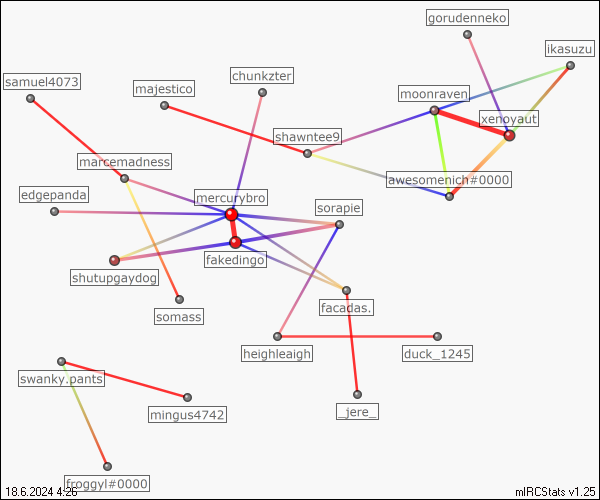 gorudenneko
ikasuzu
samuel4073
majestico
chunkzter
moonraven
xenoyaut
shawntee9
marcemadness
awesomenich#0000
edgepanda
mercurybro
sorapie
fakedingo
shutupgaydog
facadas.
somass
heighleaigh
duck_1245
swanky.pants
mingus4742
_jere_
froggyl#0000
18.6.2024 4:26
mIRCStats v1.25